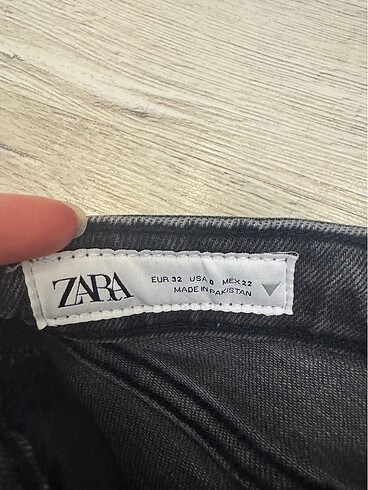 ZARA
EUR 32 USA 0 MEX 22
MADE IN PAKISTAN